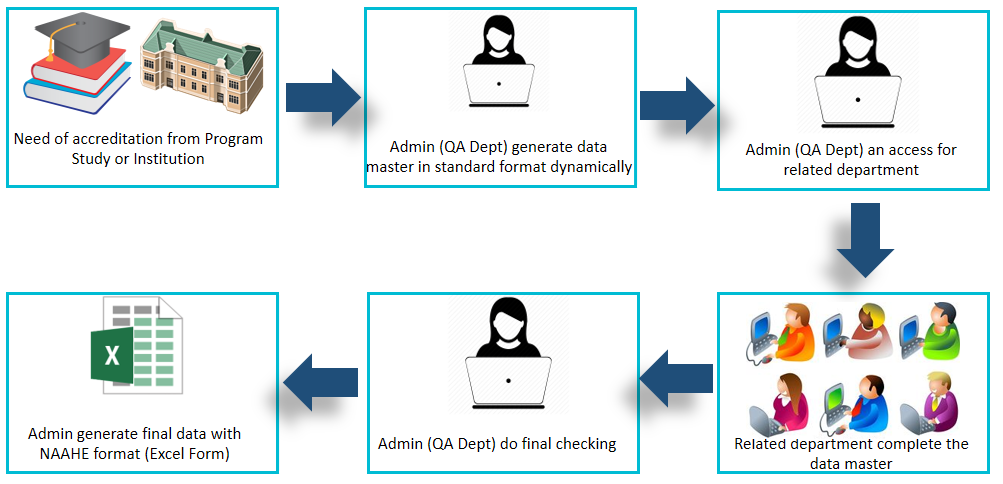 Need of accreditation from Program
Study or Institution
Admin (QA Dept) generate data
master in standard format dynamically
Admin (QA Dept) an access for
related department
Related department complete the
data master
Admin (QA Dept) do final checking
X
Admin generate final data with
NAAHE format (Excel Form)